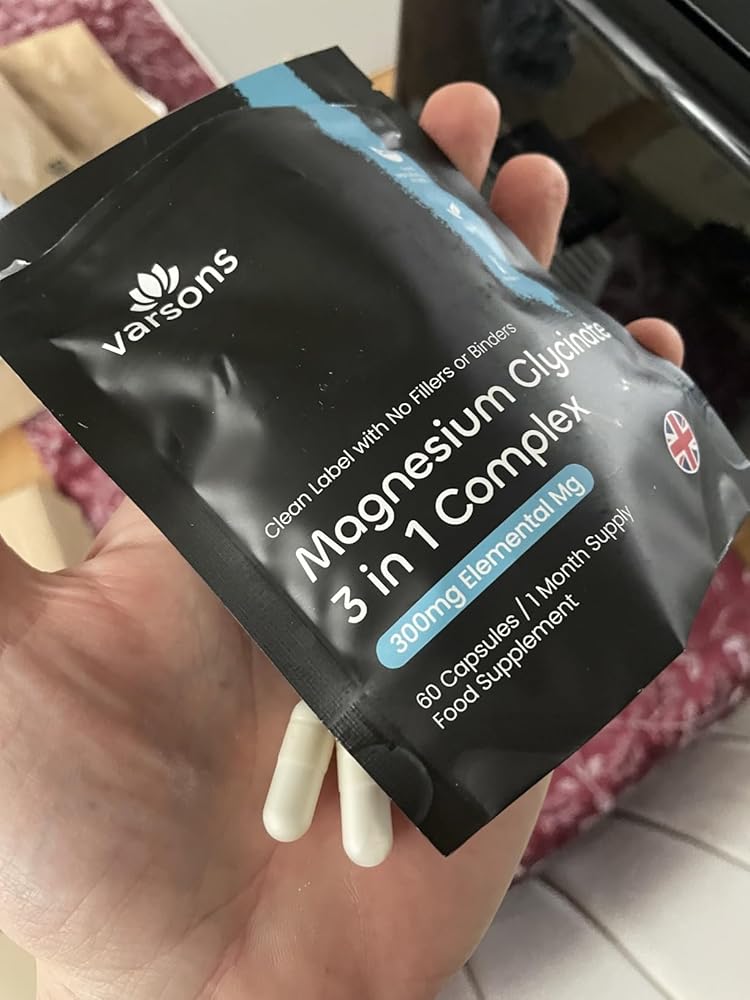 varsons
Clean Label with No Fillers or Binders
Magnesium Glycinate
3 in 1 Complex
300mg Elemental Mg
60 Capsules / 1 Month Supply
Food Supplement